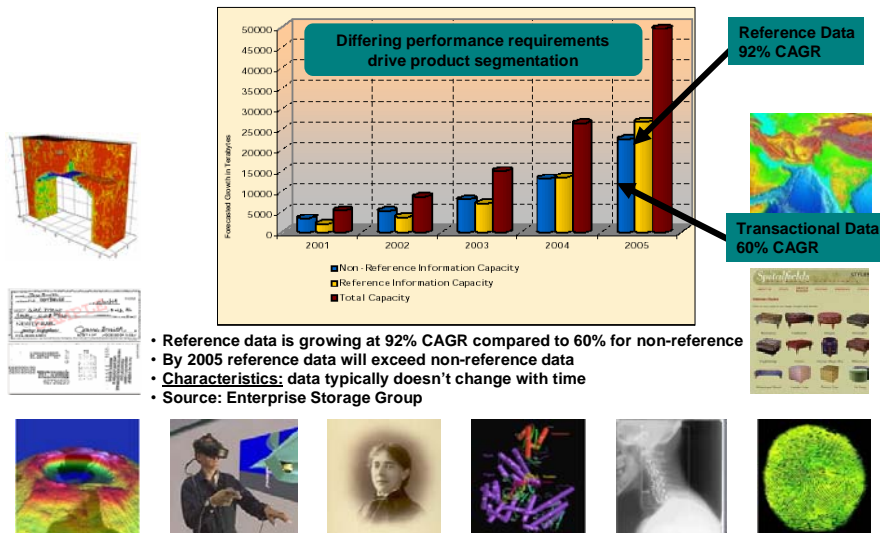 Differing performance requirements
drive product segmentation
Reference Data
92% CAGR
Transactional Data
60% CAGR
Forecasted Growth in Terabytes
50000
45000
40000
35000
30000
25000
20000
15000
10000
5000
0
2001
2002
2003
2004
2005
Non-Reference Information Capacity
Reference Information Capacity
Total Capacity
• Reference data is growing at 92% CAGR compared to 60% for non-reference
• By 2005 reference data will exceed non-reference data
• Characteristics: data typically doesn't change with time
• Source: Enterprise Storage Group